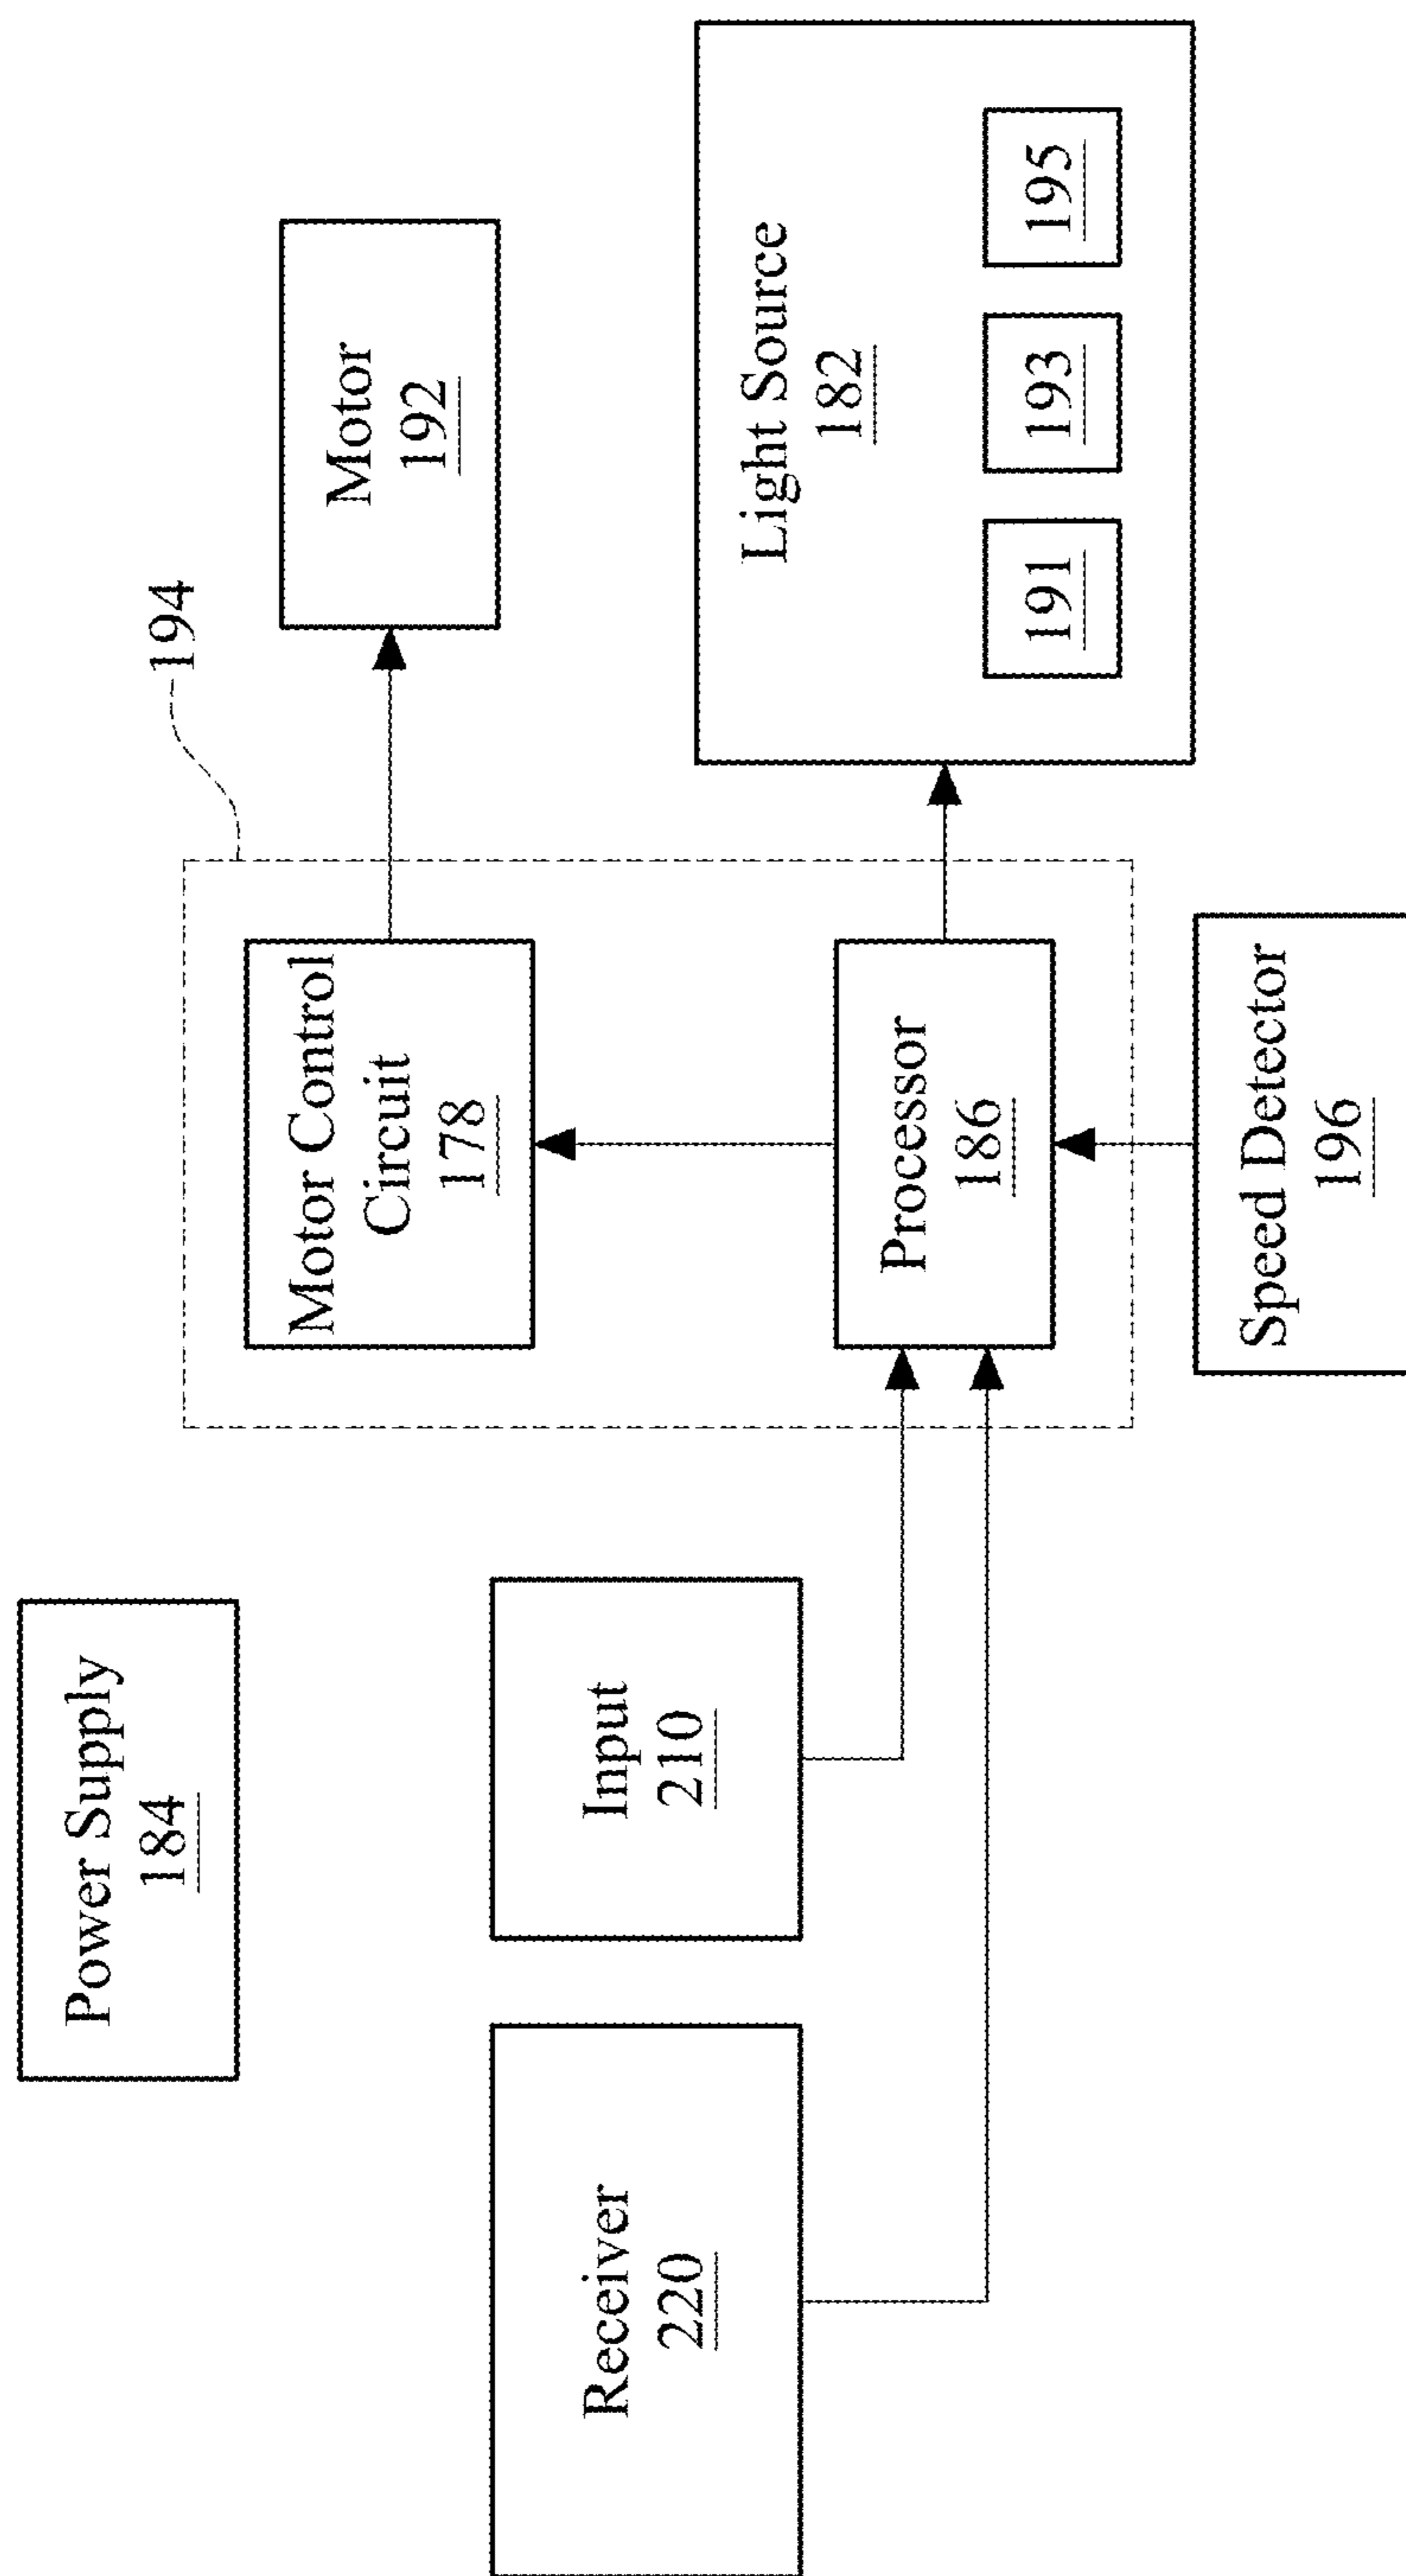 Power Supply
184
194
Motor Control
Circuit
178
Motor
192
Receiver
220
Input
210
Processor
186
Light Source
182
191
193
195
Speed Detector
196